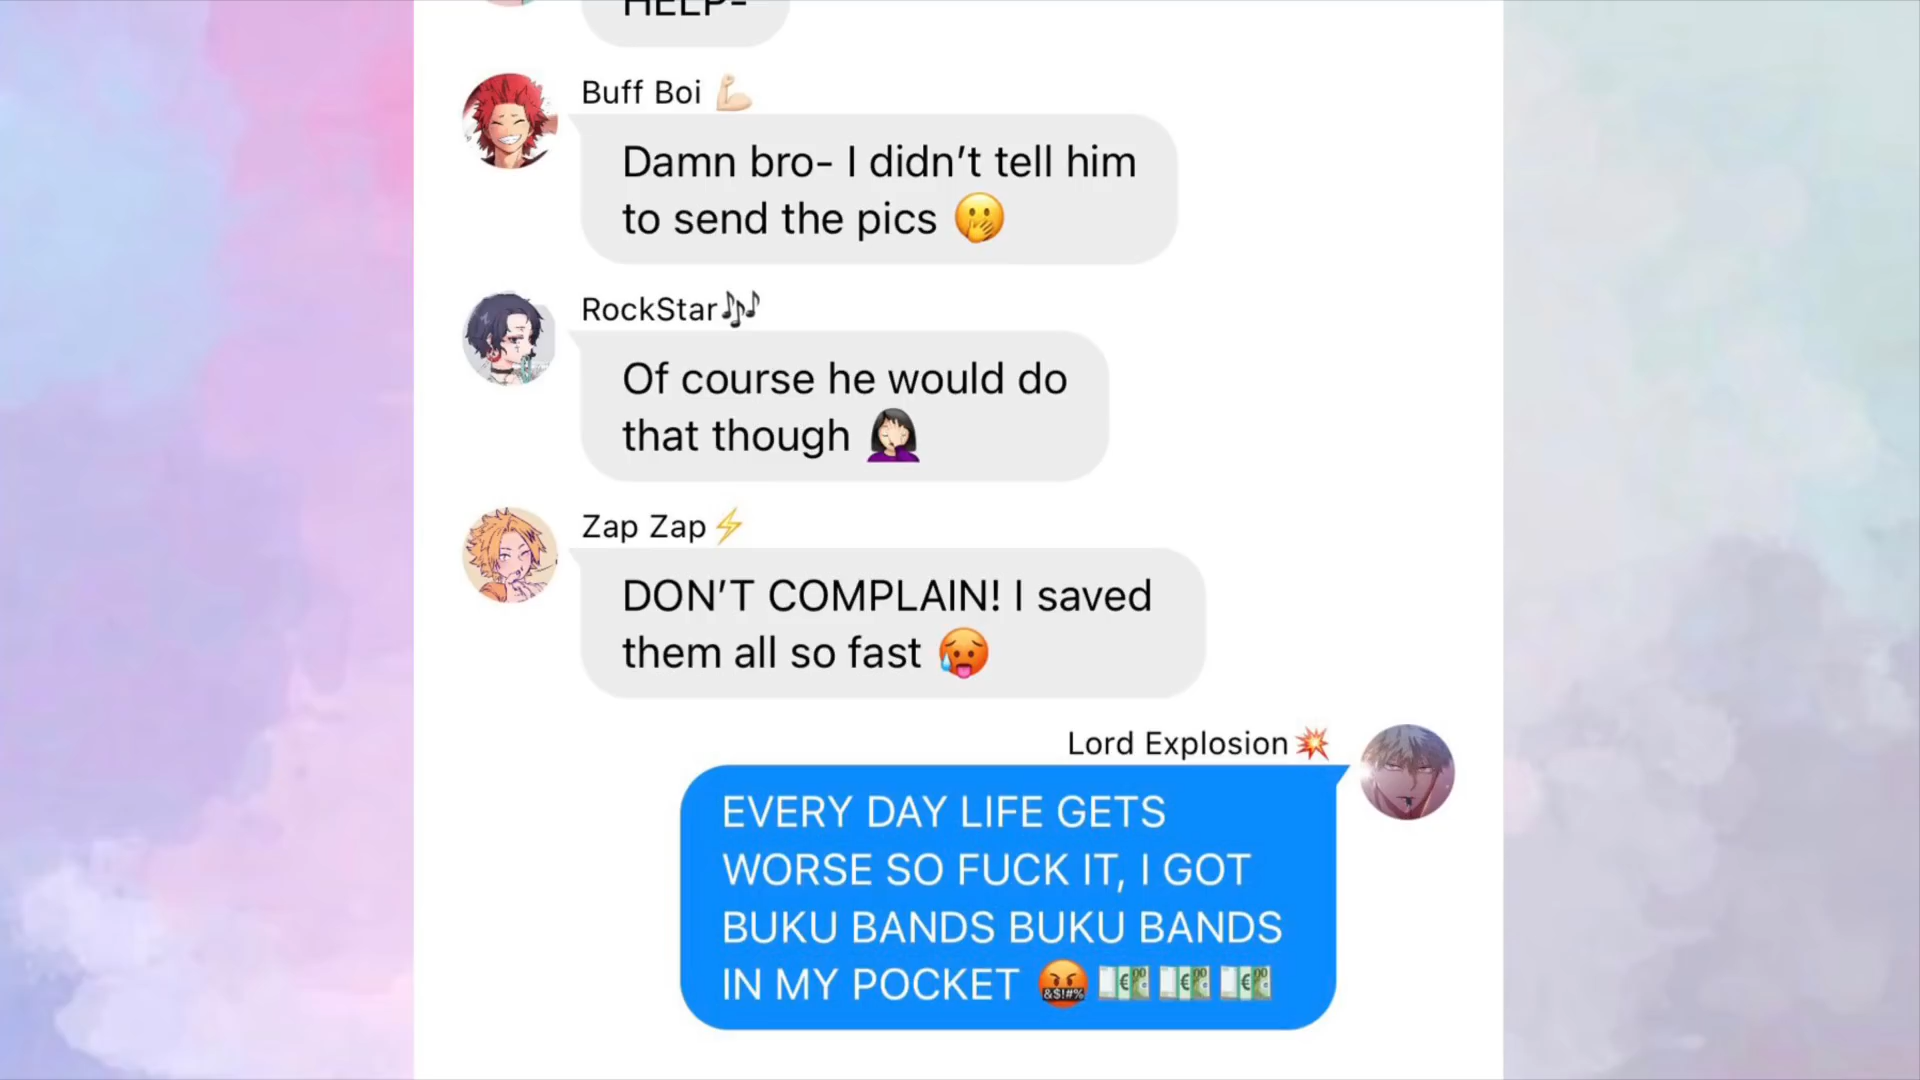 HELP-
Buff Boi 💪🏻
Damn bro- I didn’t tell him
to send the pics 🤭
RockStar🎶
Of course he would do
that though 🤦🏻‍♀️
Zap Zap⚡
DON’T COMPLAIN! I saved
them all so fast 🥵
Lord Explosion💥
EVERY DAY LIFE GETS
WORSE SO FUCK IT, I GOT
BUKU BANDS BUKU BANDS
IN MY POCKET 🤬💶💶💶